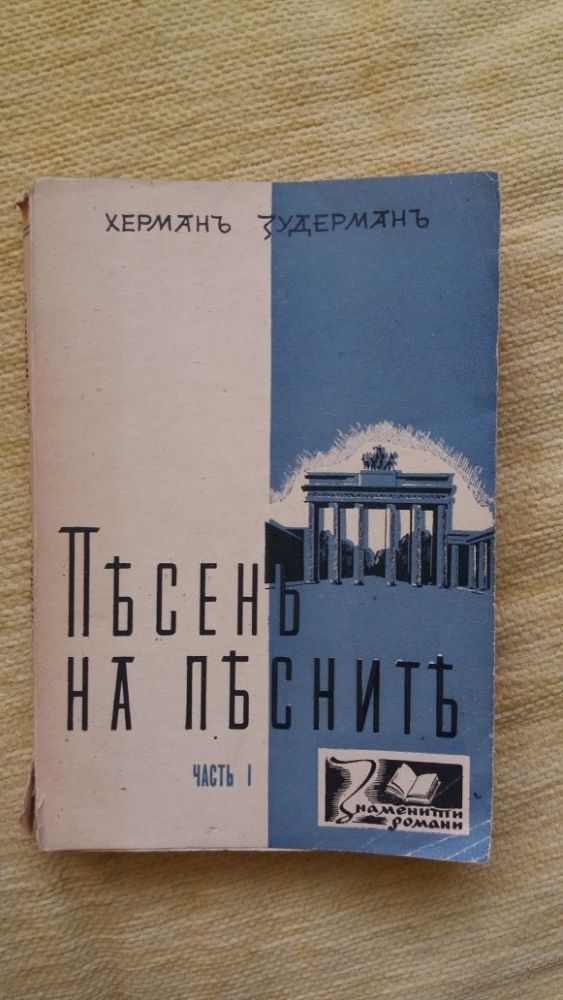 ХЕРМАНЪ ЗУДЕРМАНЪ
ПѢСЕНЬ
НА ПѢСНИТѢ
ЧАСТЬ I
Знаменити
романи